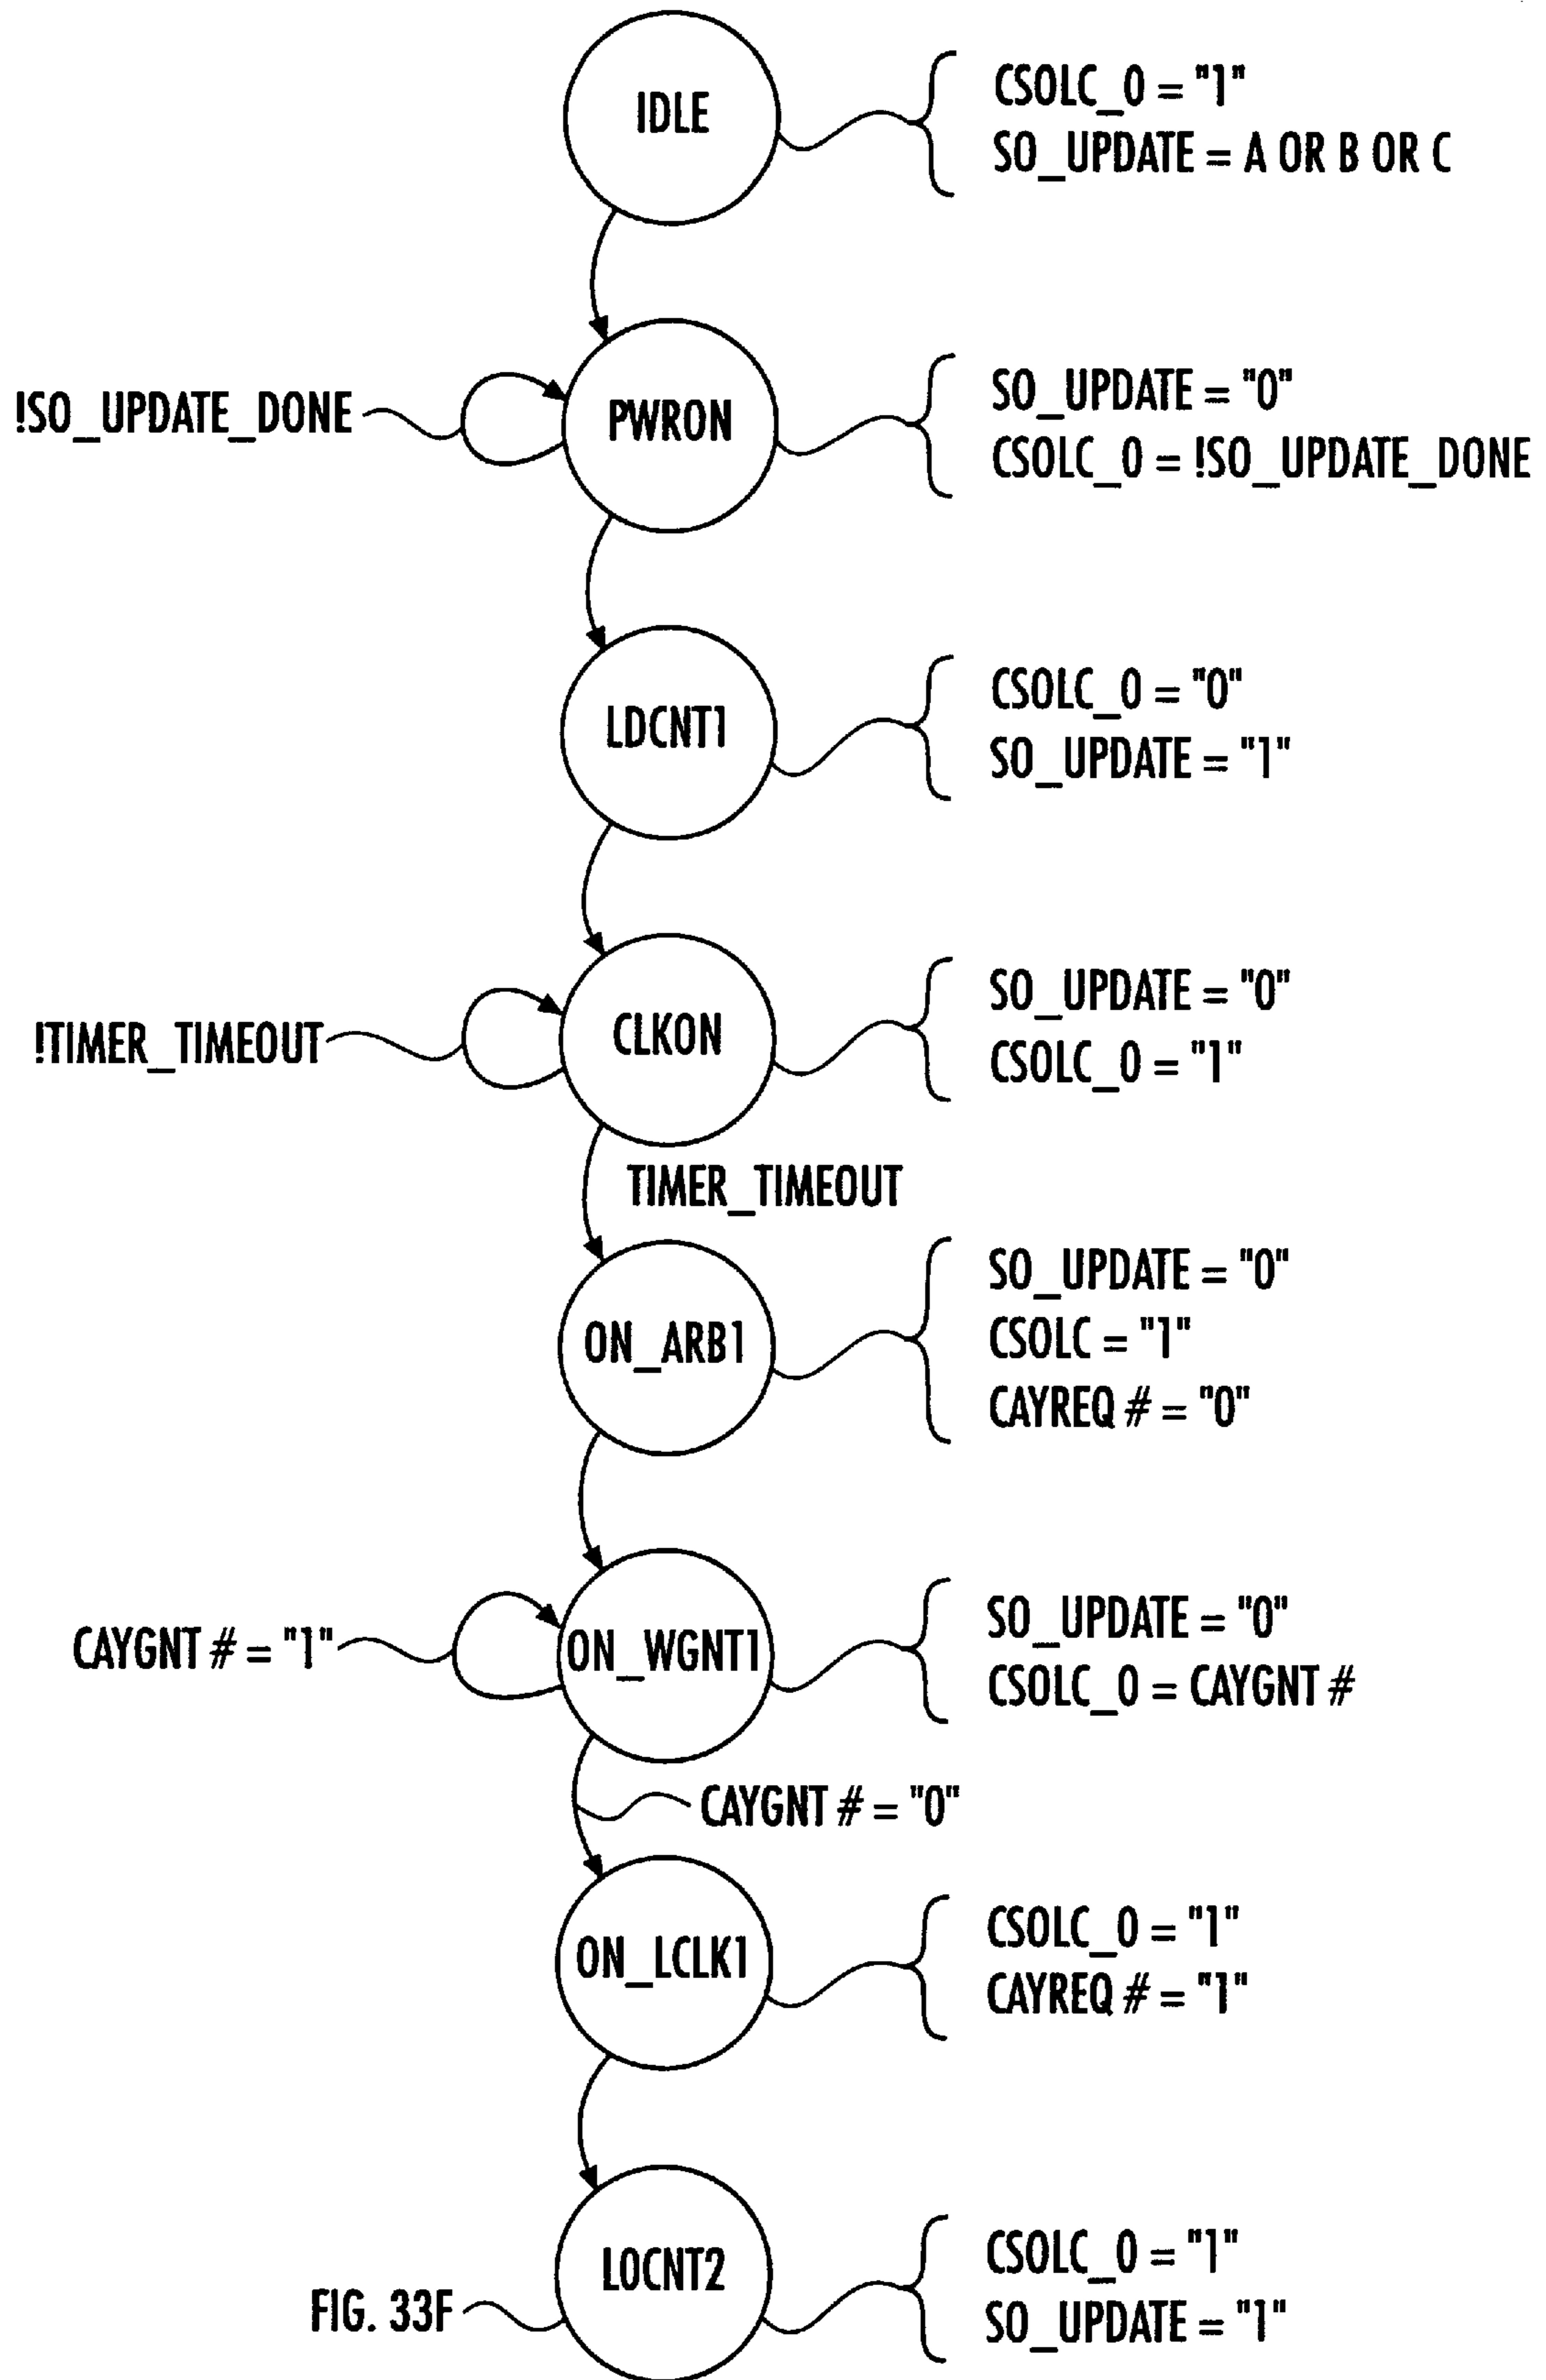 IDLE
CSOLC_0 = "1"
SO_UPDATE = A OR B OR C
!SO_UPDATE_DONE
PWRON
SO_UPDATE = "0"
CSOLC_0 = !SO_UPDATE_DONE
LDCNT1
CSOLC_0 = "0"
SO_UPDATE = "1"
!TIMER_TIMEOUT
CLKON
SO_UPDATE = "0"
CSOLC_0 = "1"
TIMER_TIMEOUT
ON_ARB1
SO_UPDATE = "0"
CSOLC = "1"
CAYREQ # = "0"
CAYGNT # = "1"
ON_WGNT1
SO_UPDATE = "0"
CSOLC_0 = CAYGNT #
CAYGNT # = "0"
ON_LCLK1
CSOLC_0 = "1"
CAYREQ # = "1"
LOCNT2
CSOLC_0 = "1"
SO_UPDATE = "1"
FIG. 33F